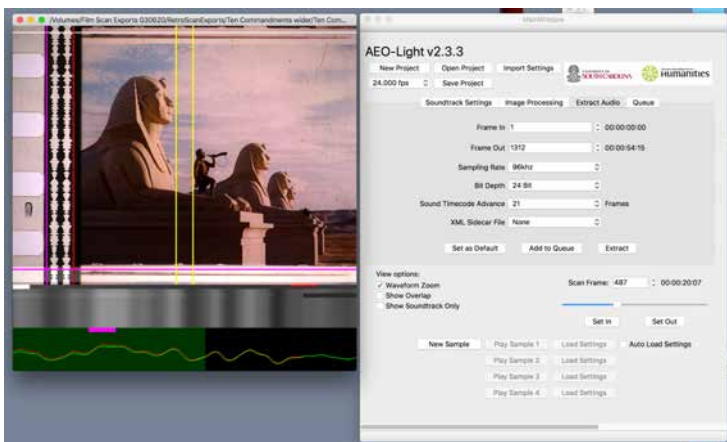 /Volumes/Film Scan Exports 030620/RetroScanExports/Ten Commandments wider/Ten Com...
MainWindow
AEO-Light v2.3.3
New Project Open Project Import Settings
24.000 fps Save Project
UNIVERSITY OF SOUTH CAROLINA
Humanities
Soundtrack Settings Image Processing Extract Audio Queue
Frame In 1 00:00:00:00
Frame Out 1312 00:00:54:15
Sampling Rate 96khz
Bit Depth 24 Bit
Sound Timecode Advance 21 Frames
XML Sidecar File None
Set as Default Add to Queue Extract
View options:
Waveform Zoom Scan Frame: 487 00:00:20:07
Show Overlap
Show Soundtrack Only
Set In Set Out
New Sample Play Sample 1 Load Settings Auto Load Settings
Play Sample 2 Load Settings
Play Sample 3 Load Settings
Play Sample 4 Load Settings